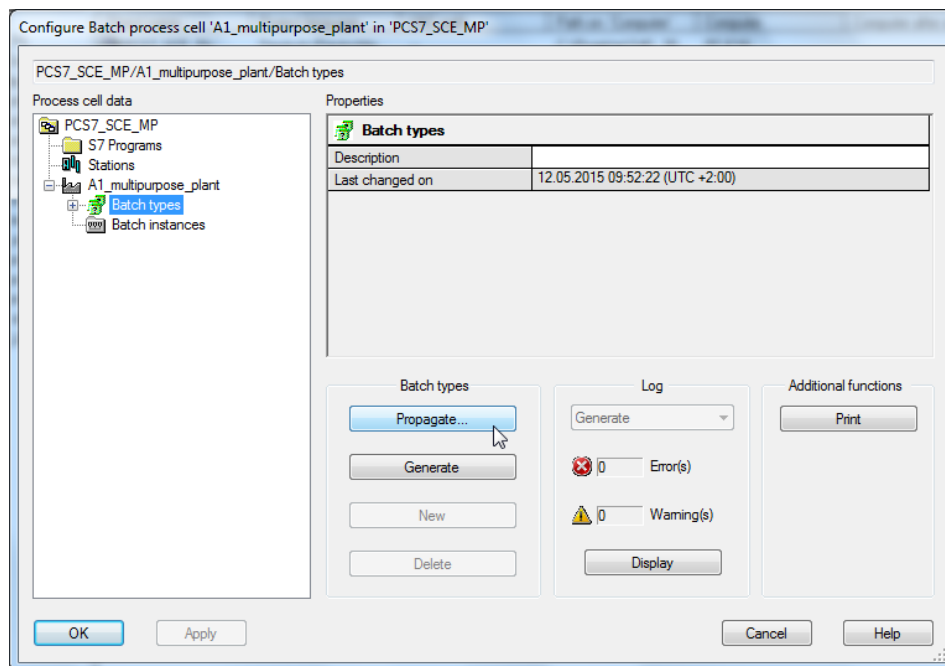 Configure Batch process cell 'A1_multipurpose_plant' in 'PCS7_SCE_MP'
PCS7_SCE_MP/A1_multipurpose_plant/Batch types
Process cell data
PCS7_SCE_MP
S7 Programs
Stations
A1_multipurpose_plant
Batch types
Batch instances
Properties
Batch types
Description
Last changed on 12.05.2015 09:52:22 (UTC +2:00)
Batch types
Propagate...
Generate
New
Delete
Log
Generate
0 Error(s)
0 Warning(s)
Display
Additional functions
Print
OK Apply Cancel Help